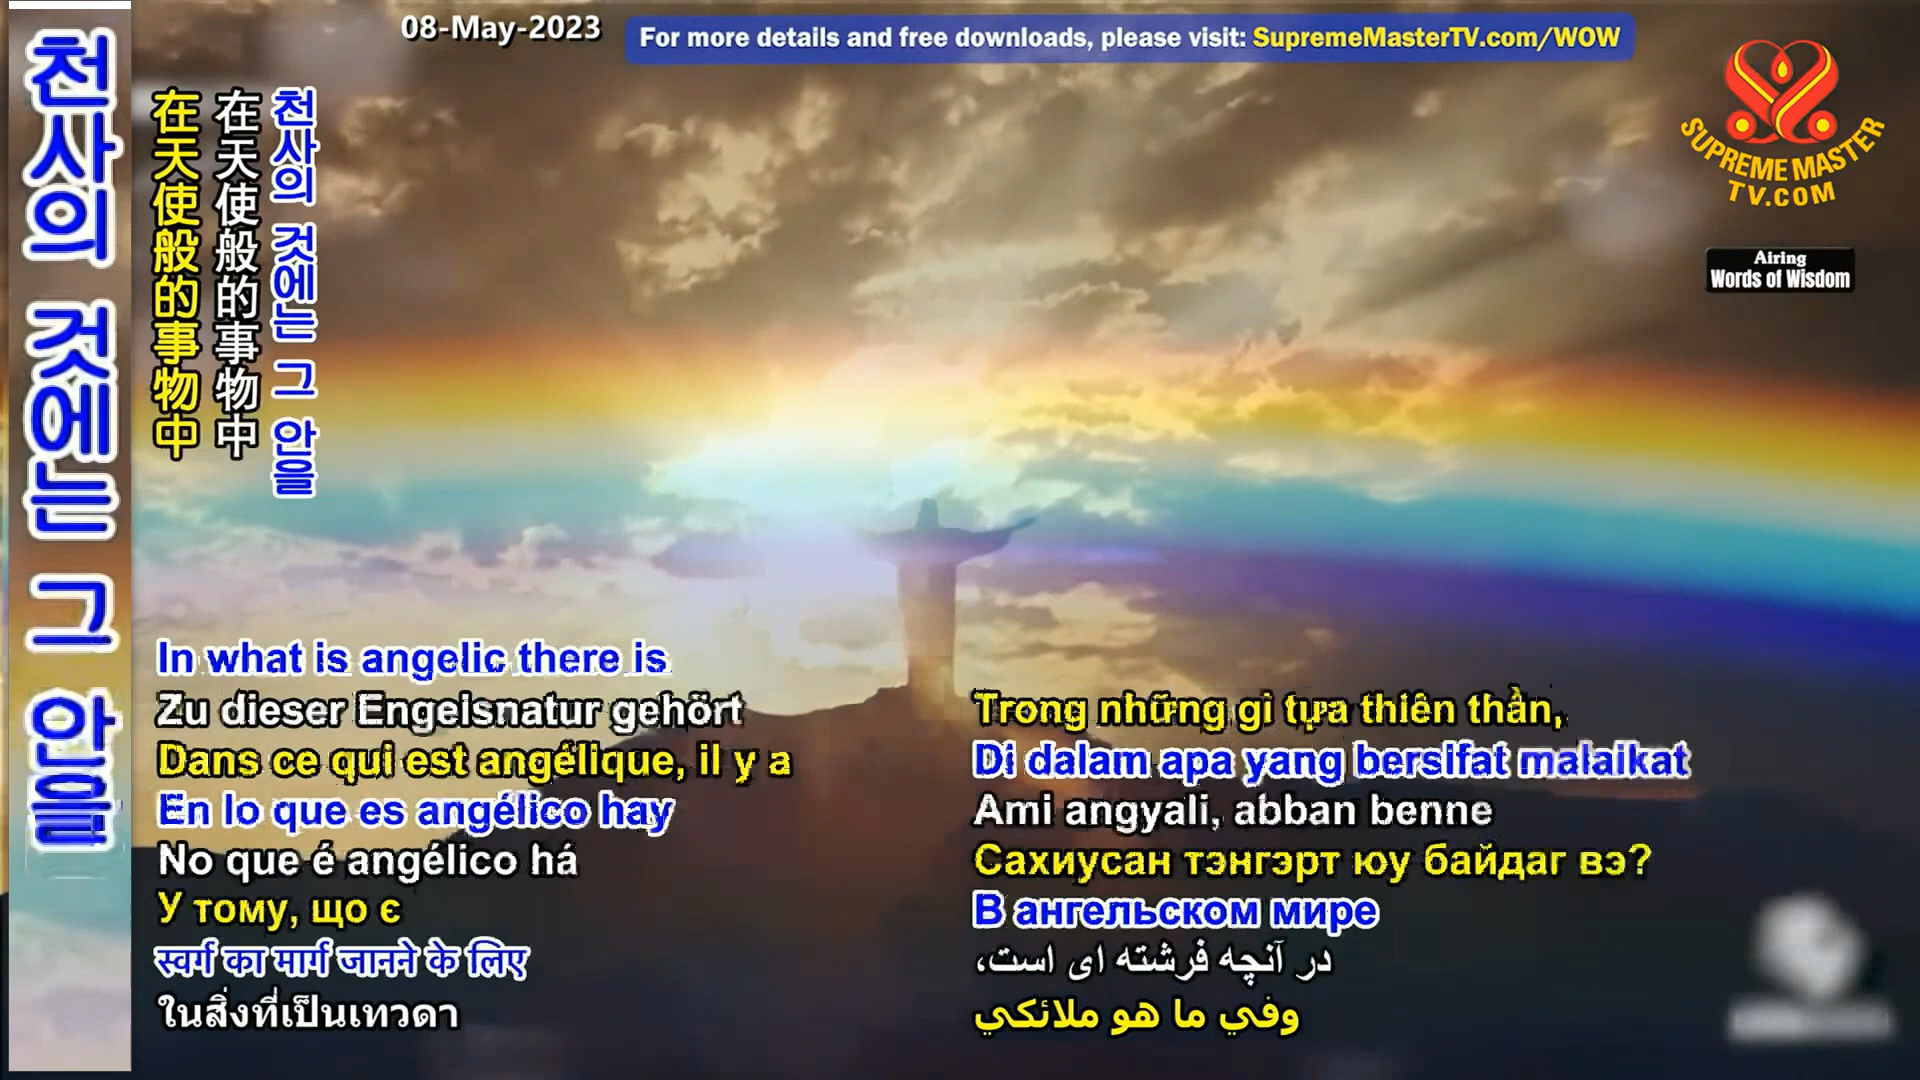 08-May-2023
For more details and free downloads, please visit: SupremeMasterTV.com/WOW
SUPREME MASTER
TV.COM
Airing
Words of Wisdom
천사의 것에는 그 안을
在天使般的事物中
在天使般的事物中
천사의 것에는 그 안을
In what is angelic there is
Zu dieser Engelsnatur gehört
Dans ce qui est angélique, il y a
En lo que es angélico hay
No que é angélico há
У тому, що є
स्वर्ग का मार्ग जानने के लिए
ในสิ่งที่เป็นเทวดา
Trong những gì tựa thiên thần,
Di dalam apa yang bersifat malaikat
Ami angyali, abban benne
Сахиусан тэнгэрт юу байдаг вэ?
В ангельском мире
در آنچه فرشته ای است،
وفي ما هو ملائكي